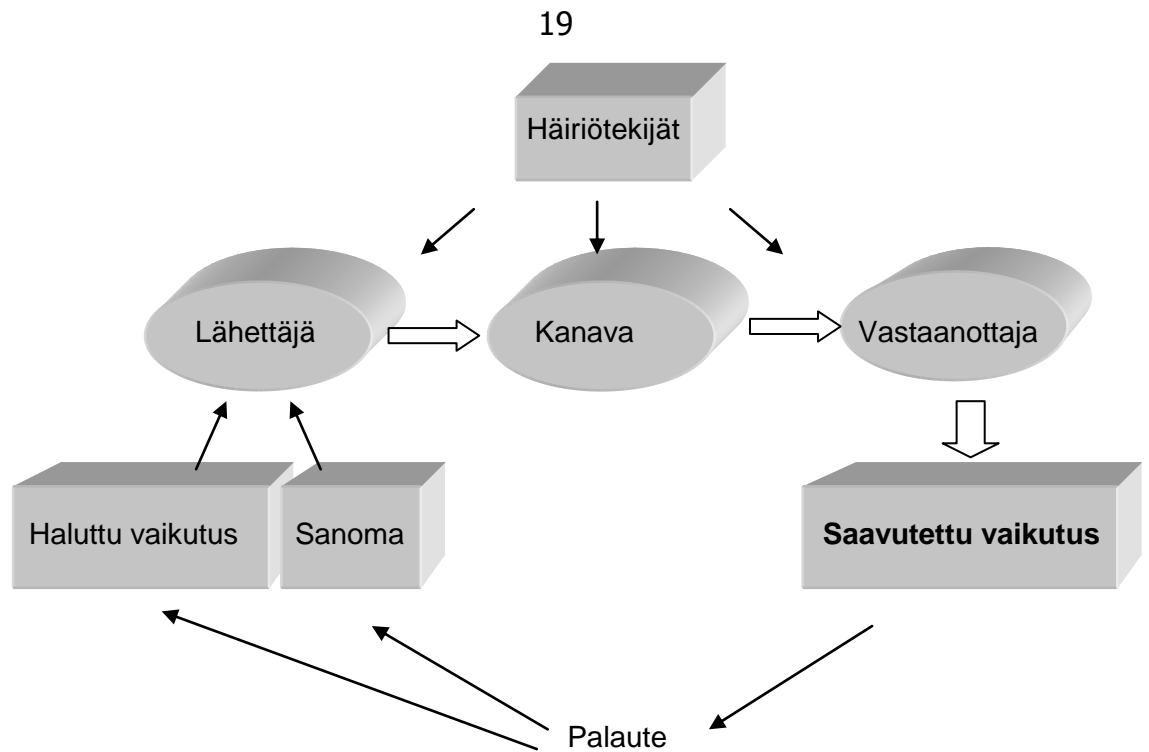 19
Häiriötekijät
Lähettäjä
Kanava
Vastaanottaja
Haluttu vaikutus
Sanoma
Saavutettu vaikutus
Palaute